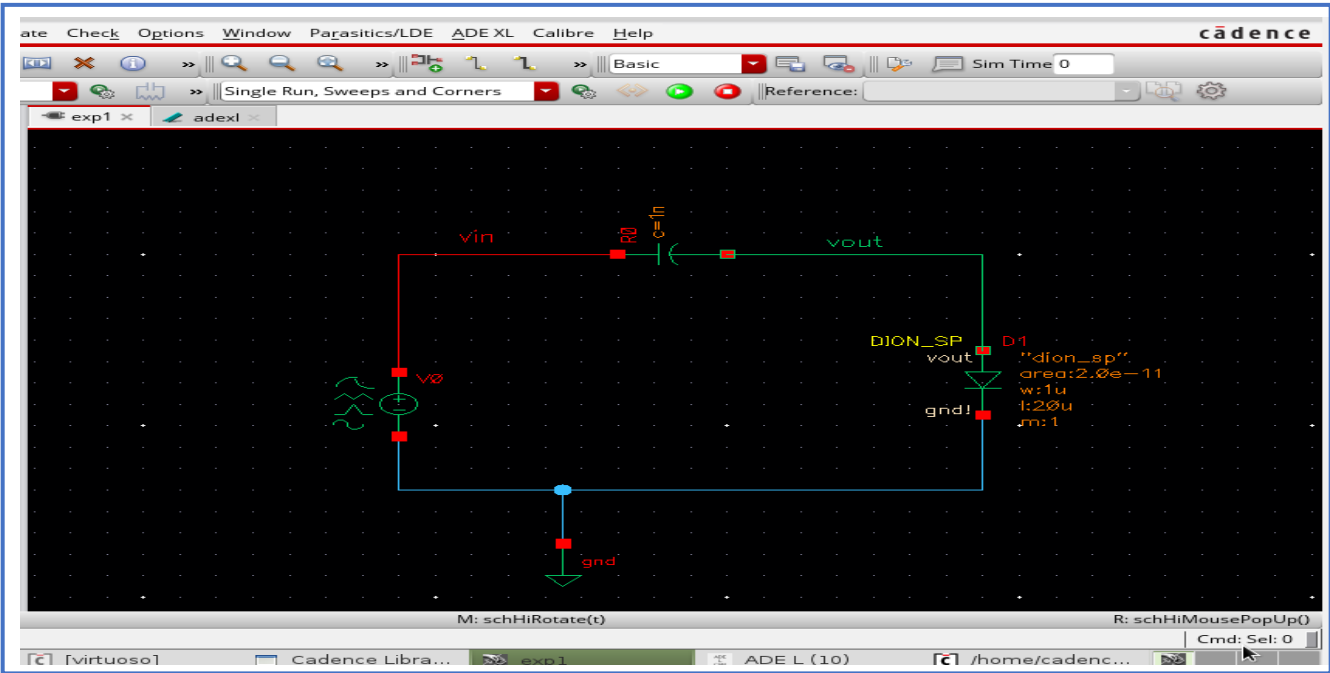 ate Check Options Window Parasitics/LDE ADE XL Calibre Help cādence
» » » Basic Sim Time 0
» Single Run, Sweeps and Corners Reference:
exp1 × adexl ×
c=1n
R0
vin
vout
DION_SP D1
vout "dion_sp"
area:2.0e-11
V0
w:1u
gnd! l:20u
m:1
gnd
M: schHiRotate(t) R: schHiMousePopUp()
Cmd: Sel: 0
[virtuoso] Cadence Libra... exp1 ADE L (10) /home/cadenc...